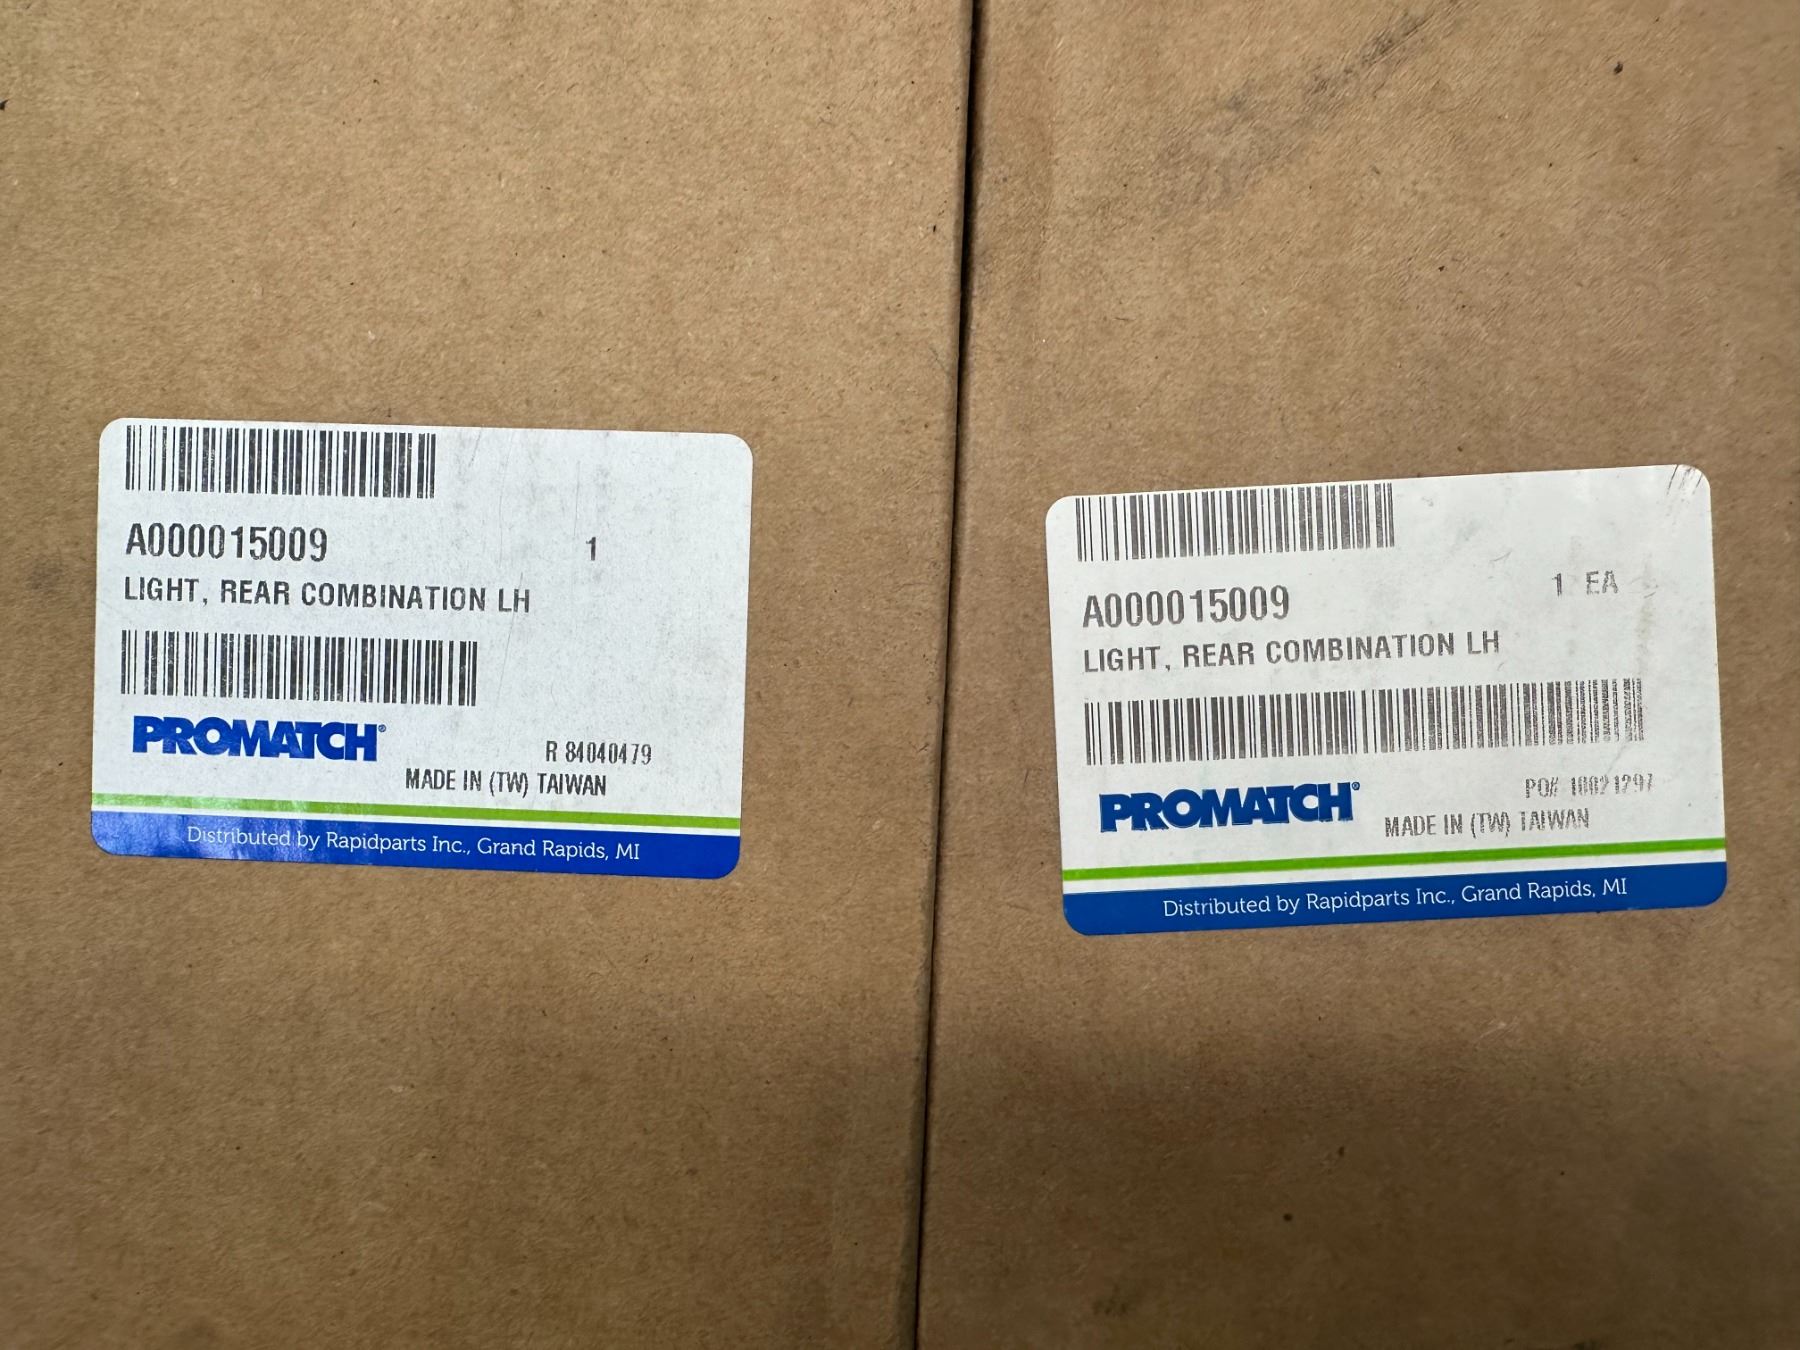 A000015009 1
LIGHT, REAR COMBINATION LH
PROMATCH®
R 84040479
MADE IN (TW) TAIWAN
Distributed by Rapidparts Inc., Grand Rapids, MI
A000015009 1 EA
LIGHT, REAR COMBINATION LH
PROMATCH®
PO#
MADE IN (TW) TAIWAN
Distributed by Rapidparts Inc., Grand Rapids, MI